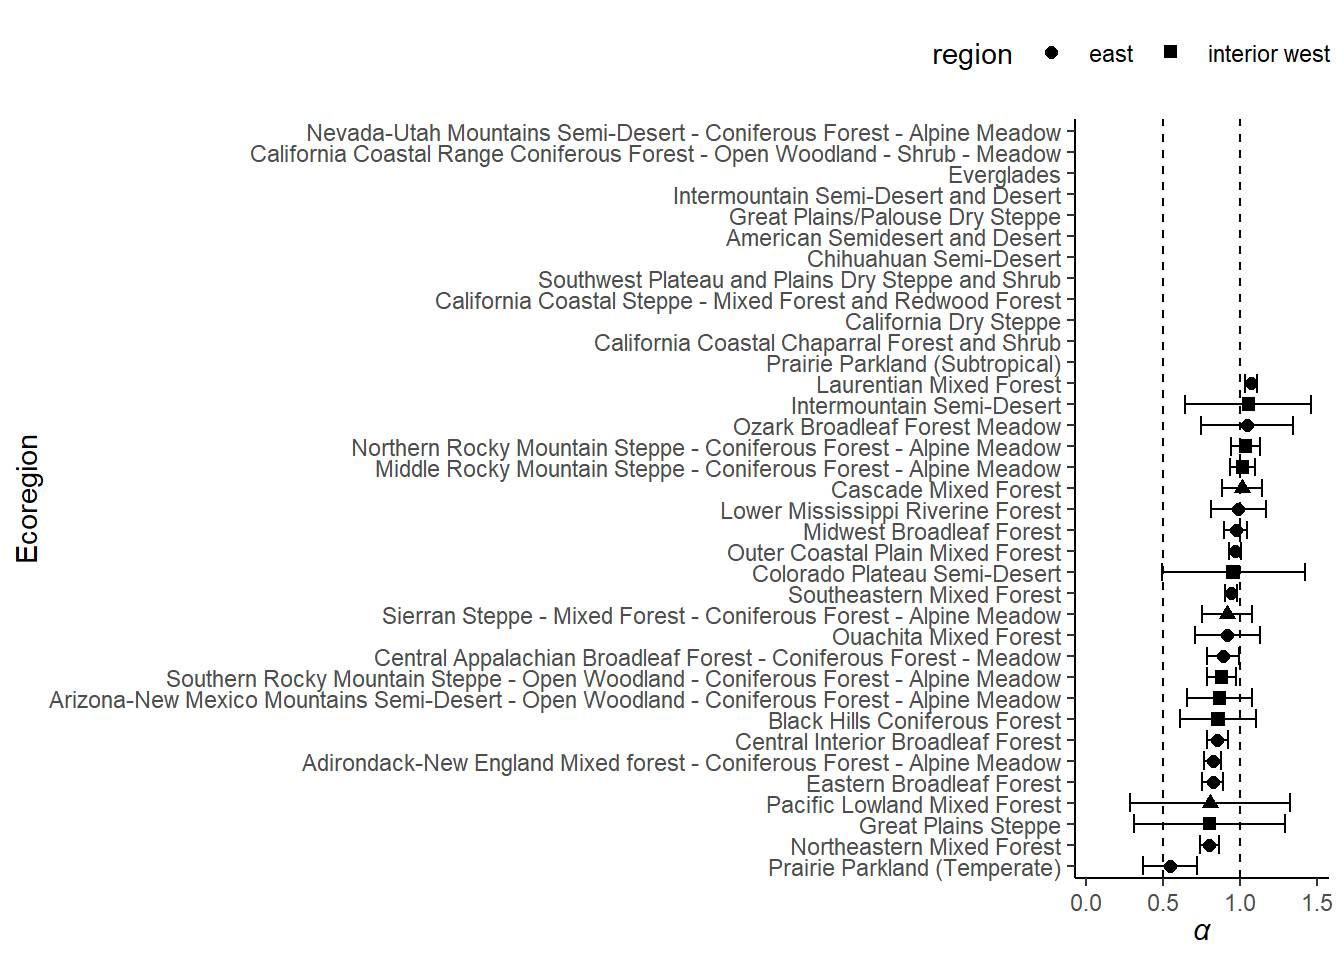 region east interior west
Nevada-Utah Mountains Semi-Desert - Coniferous Forest - Alpine Meadow
California Coastal Range Coniferous Forest - Open Woodland - Shrub - Meadow
Everglades
Intermountain Semi-Desert and Desert
Great Plains/Palouse Dry Steppe
American Semidesert and Desert
Chihuahuan Semi-Desert
Southwest Plateau and Plains Dry Steppe and Shrub
California Coastal Steppe - Mixed Forest and Redwood Forest
California Dry Steppe
California Coastal Chaparral Forest and Shrub
Prairie Parkland (Subtropical)
Laurentian Mixed Forest
Intermountain Semi-Desert
Ozark Broadleaf Forest Meadow
Northern Rocky Mountain Steppe - Coniferous Forest - Alpine Meadow
Middle Rocky Mountain Steppe - Coniferous Forest - Alpine Meadow
Cascade Mixed Forest
Lower Mississippi Riverine Forest
Midwest Broadleaf Forest
Outer Coastal Plain Mixed Forest
Colorado Plateau Semi-Desert
Southeastern Mixed Forest
Sierran Steppe - Mixed Forest - Coniferous Forest - Alpine Meadow
Ouachita Mixed Forest
Central Appalachian Broadleaf Forest - Coniferous Forest - Meadow
Southern Rocky Mountain Steppe - Open Woodland - Coniferous Forest - Alpine Meadow
Arizona-New Mexico Mountains Semi-Desert - Open Woodland - Coniferous Forest - Alpine Meadow
Black Hills Coniferous Forest
Central Interior Broadleaf Forest
Adirondack-New England Mixed forest - Coniferous Forest - Alpine Meadow
Eastern Broadleaf Forest
Pacific Lowland Mixed Forest
Great Plains Steppe
Northeastern Mixed Forest
Prairie Parkland (Temperate)
Ecoregion
0.0 0.5 1.0 1.5
α